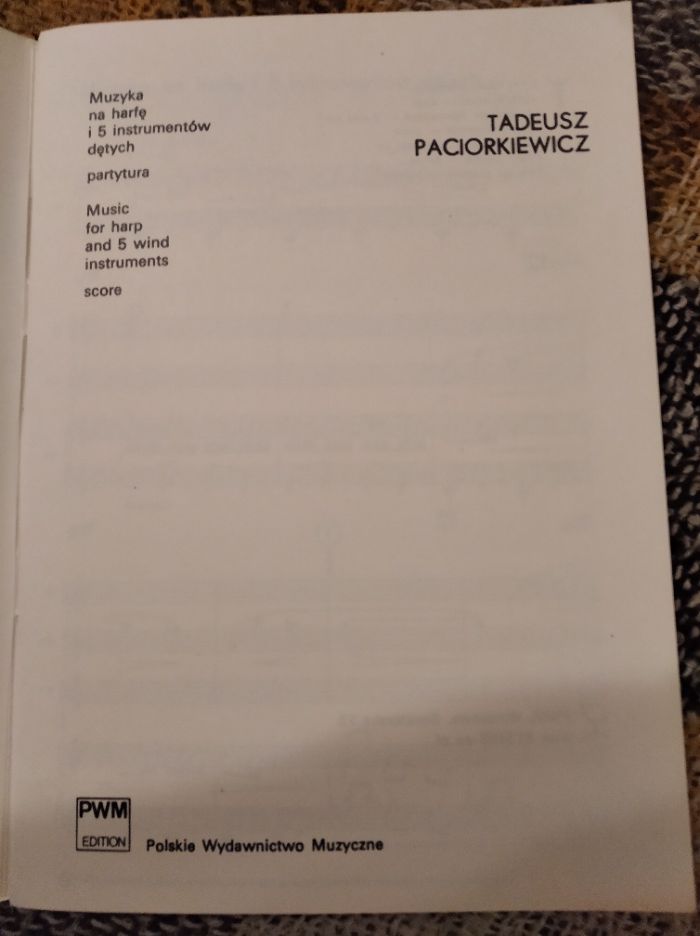 Muzyka
na harfę
i 5 instrumentów
dętych
partytura
Music
for harp
and 5 wind
instruments
score
TADEUSZ
PACIORKIEWICZ
PWM
EDITION
Polskie Wydawnictwo Muzyczne